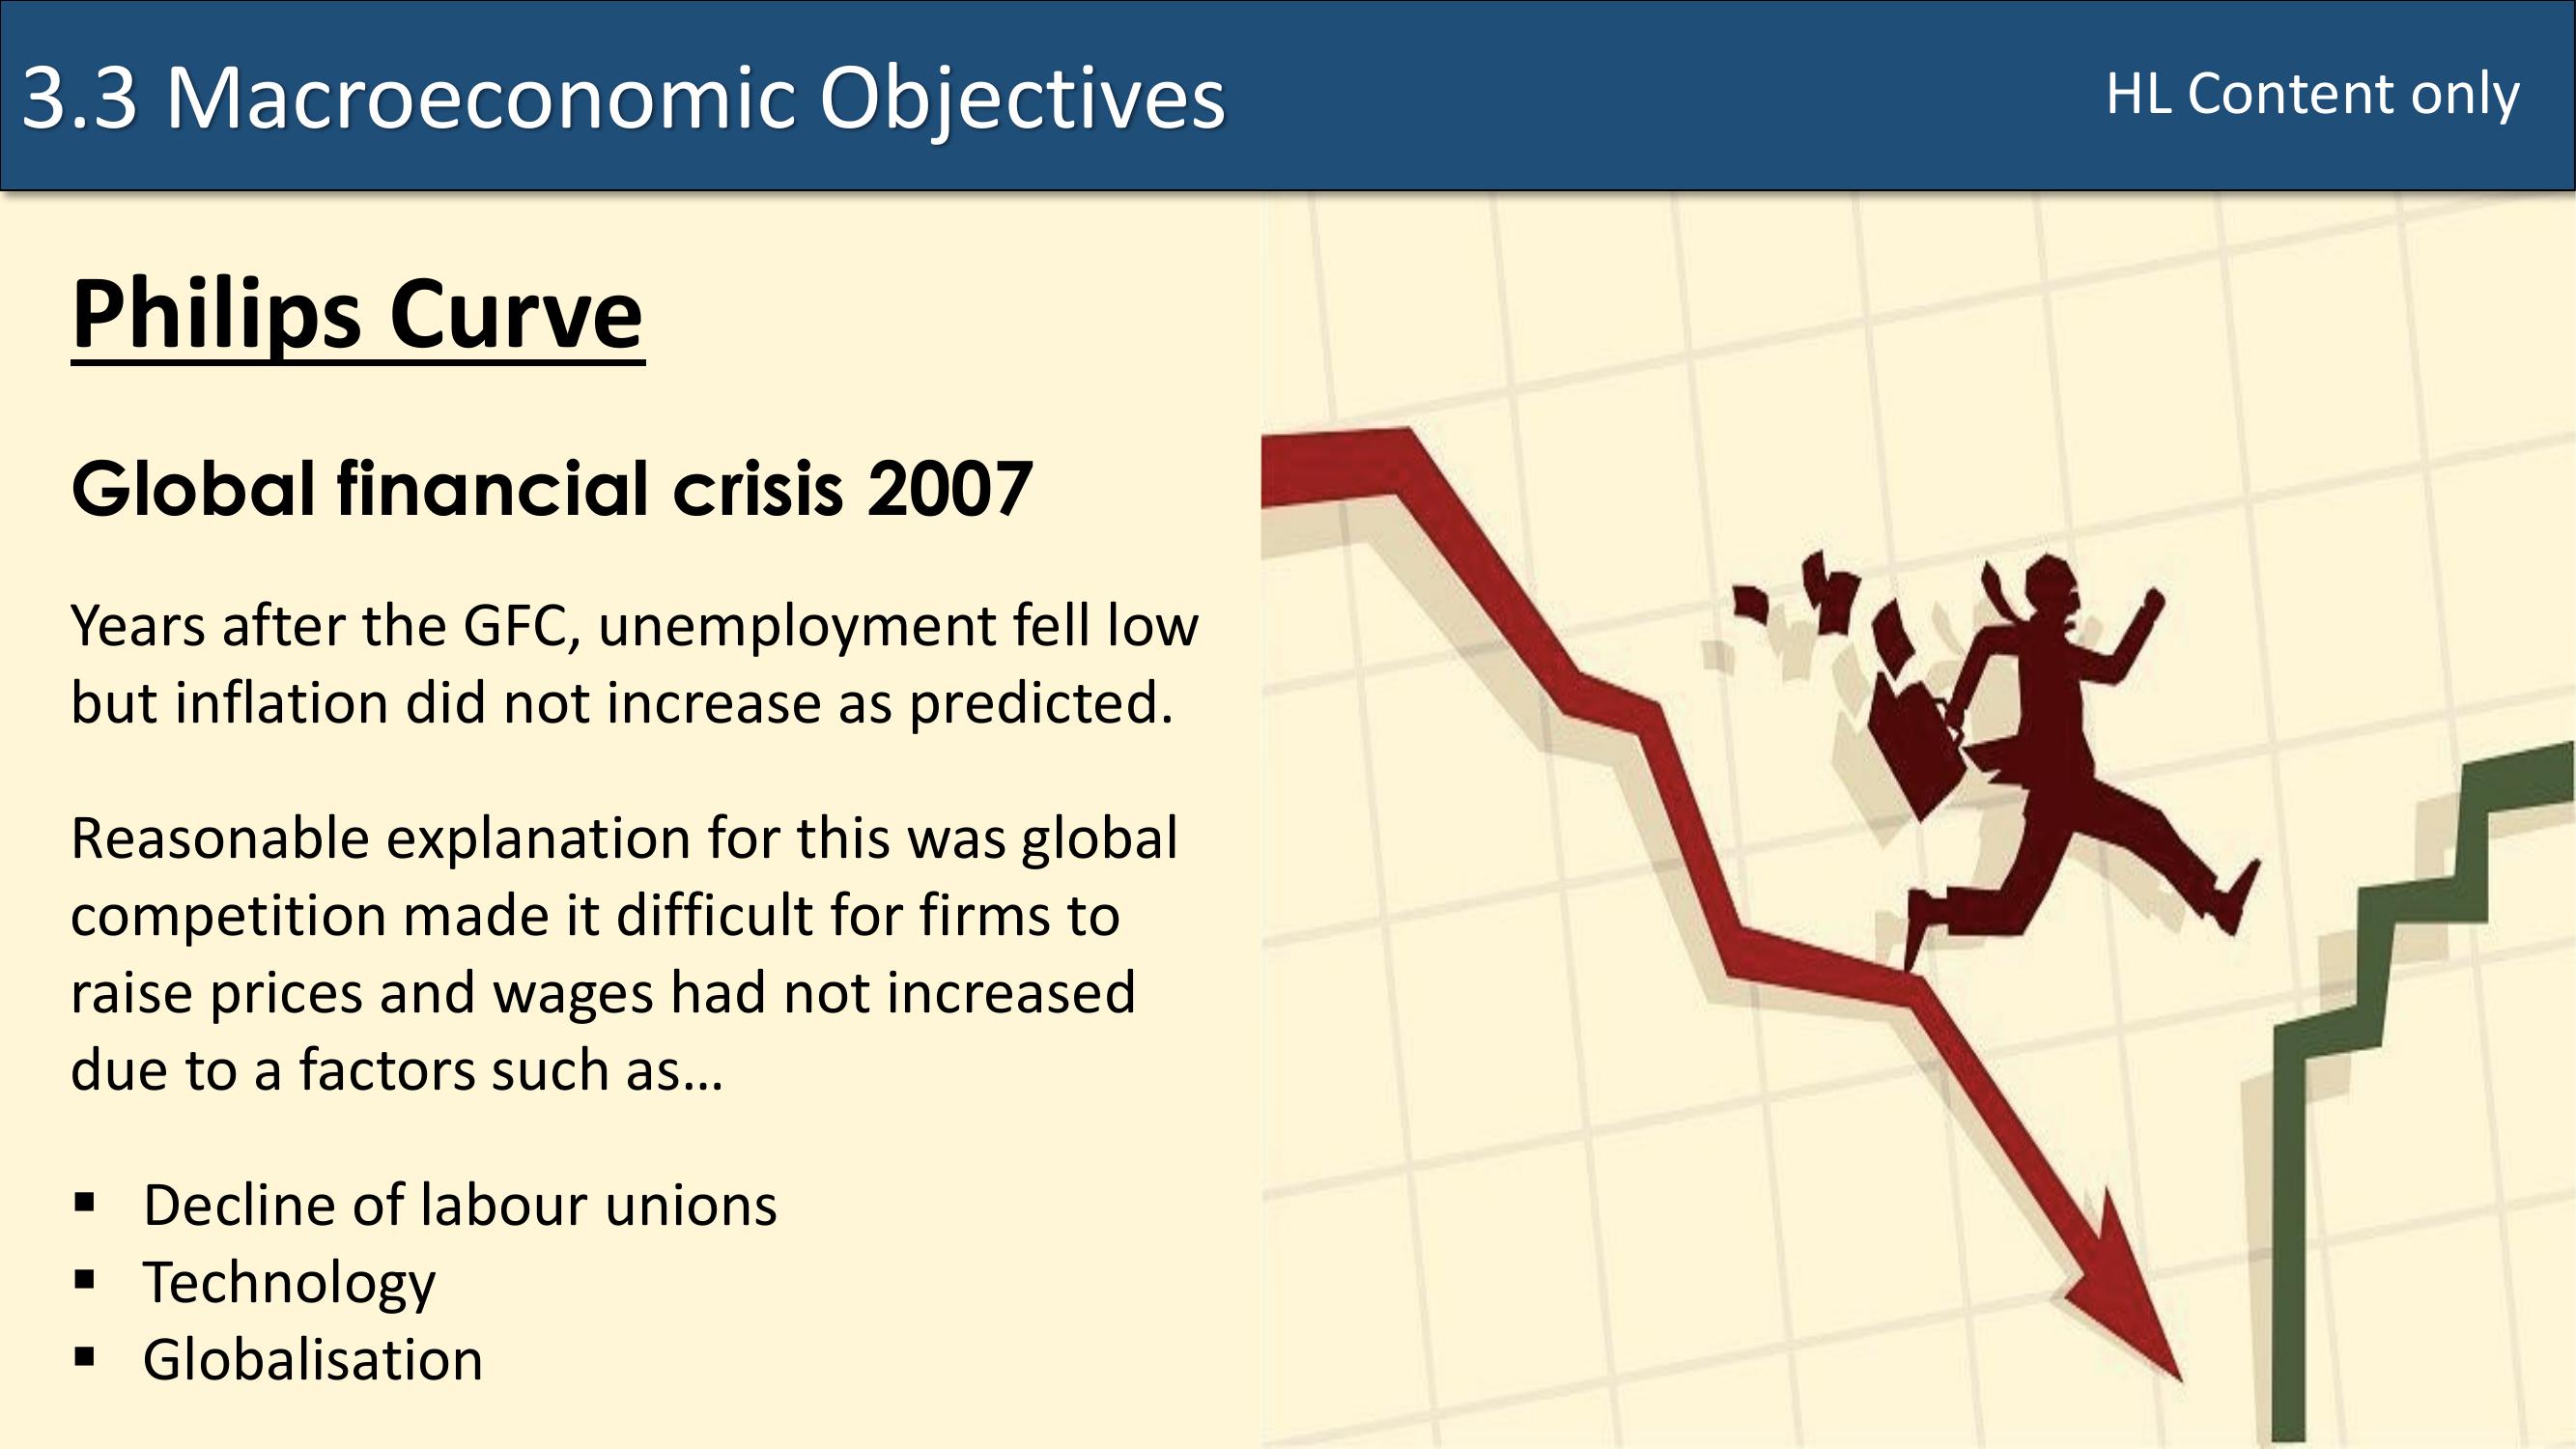 3.3 Macroeconomic Objectives
HL Content only
Philips Curve
Global financial crisis 2007
Years after the GFC, unemployment fell low
but inflation did not increase as predicted.
Reasonable explanation for this was global
competition made it difficult for firms to
raise prices and wages had not increased
due to a factors such as…
▪ Decline of labour unions
▪ Technology
▪ Globalisation